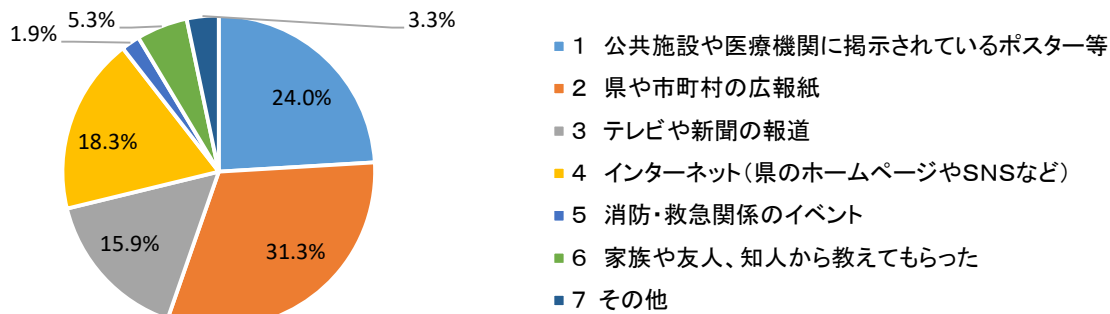 5.3%
3.3%
1.9%
24.0%
18.3%
15.9%
31.3%
1 公共施設や医療機関に掲示されているポスター等
2 県や市町村の広報紙
3 テレビや新聞の報道
4 インターネット(県のホームページやSNSなど)
5 消防・救急関係のイベント
6 家族や友人、知人から教えてもらった
7 その他